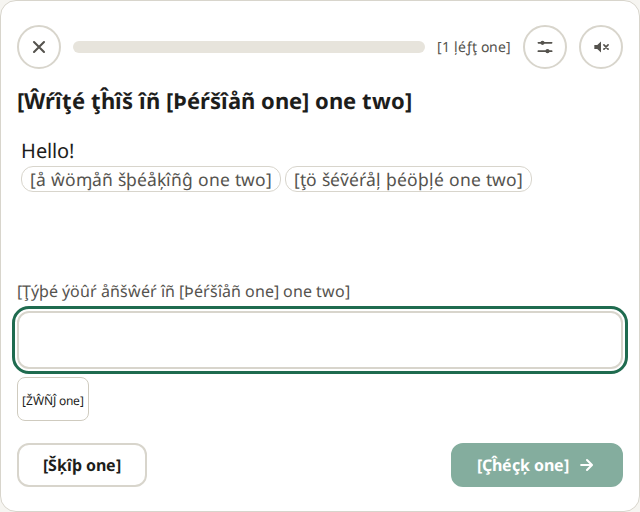 [1 ļéƒţ one]
[Ŵŕîţé ţĥîš îñ [Þéŕšîåñ one] one two]
Hello!
[å ŵöɱåñ šþéåķîñĝ one two] [ţö šéṽéŕåļ þéöþļé one two]
[Ţýþé ýöûŕ åñšŵéŕ îñ [Þéŕšîåñ one] one two]
[ŽŴÑĴ one]
[Šķîþ one]
[Çĥéçķ one]